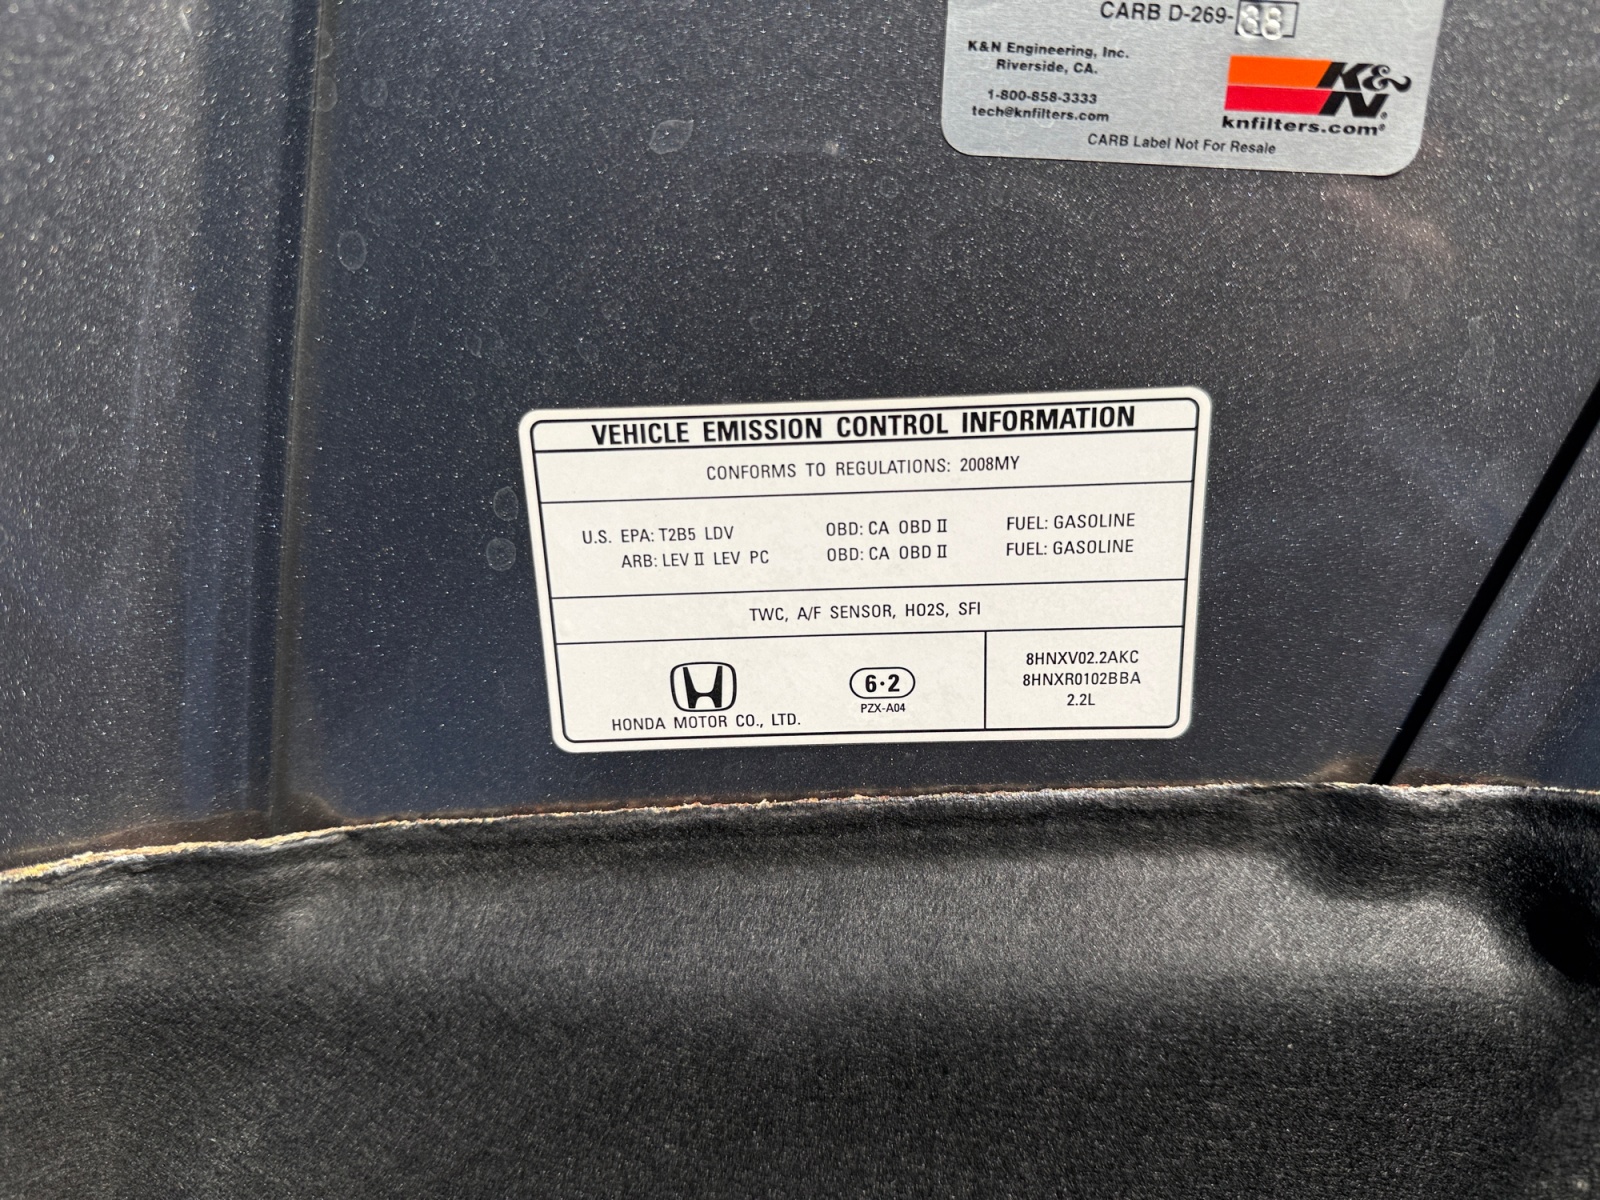 CARB D-269-38
K&N Engineering, Inc.
Riverside, CA.
1-800-858-3333
tech@knfilters.com
K&N®
knfilters.com®
CARB Label Not For Resale
VEHICLE EMISSION CONTROL INFORMATION
CONFORMS TO REGULATIONS: 2008MY
U.S. EPA: T2B5 LDV OBD: CA OBD II FUEL: GASOLINE
ARB: LEV II LEV PC OBD: CA OBD II FUEL: GASOLINE
TWC, A/F SENSOR, HO2S, SFI
HONDA MOTOR CO., LTD.
6·2
PZX-A04
8HNXV02.2AKC
8HNXR0102BBA
2.2L